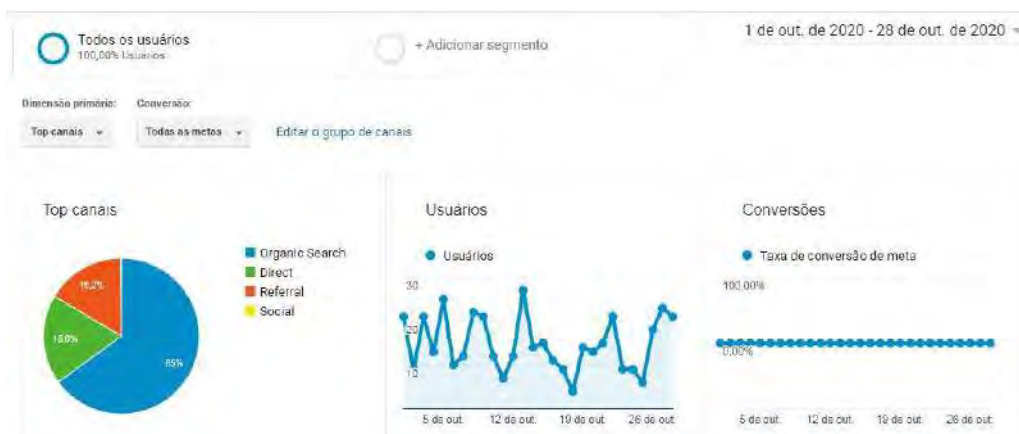 Todos os usuários
100,00% Usuários
+ Adicionar segmento
1 de out. de 2020 - 28 de out. de 2020
Dimensão primária:
Conversão:
Top canais
Todas as metas
Editar o grupo de canais
Top canais
Organic Search
Direct
Referral
Social
65%
Usuários
Usuários
30
20
10
5 de out.
12 de out.
19 de out.
26 de out.
Conversões
Taxa de conversão de meta
100,00%
0,00%
5 de out.
12 de out.
19 de out.
26 de out.